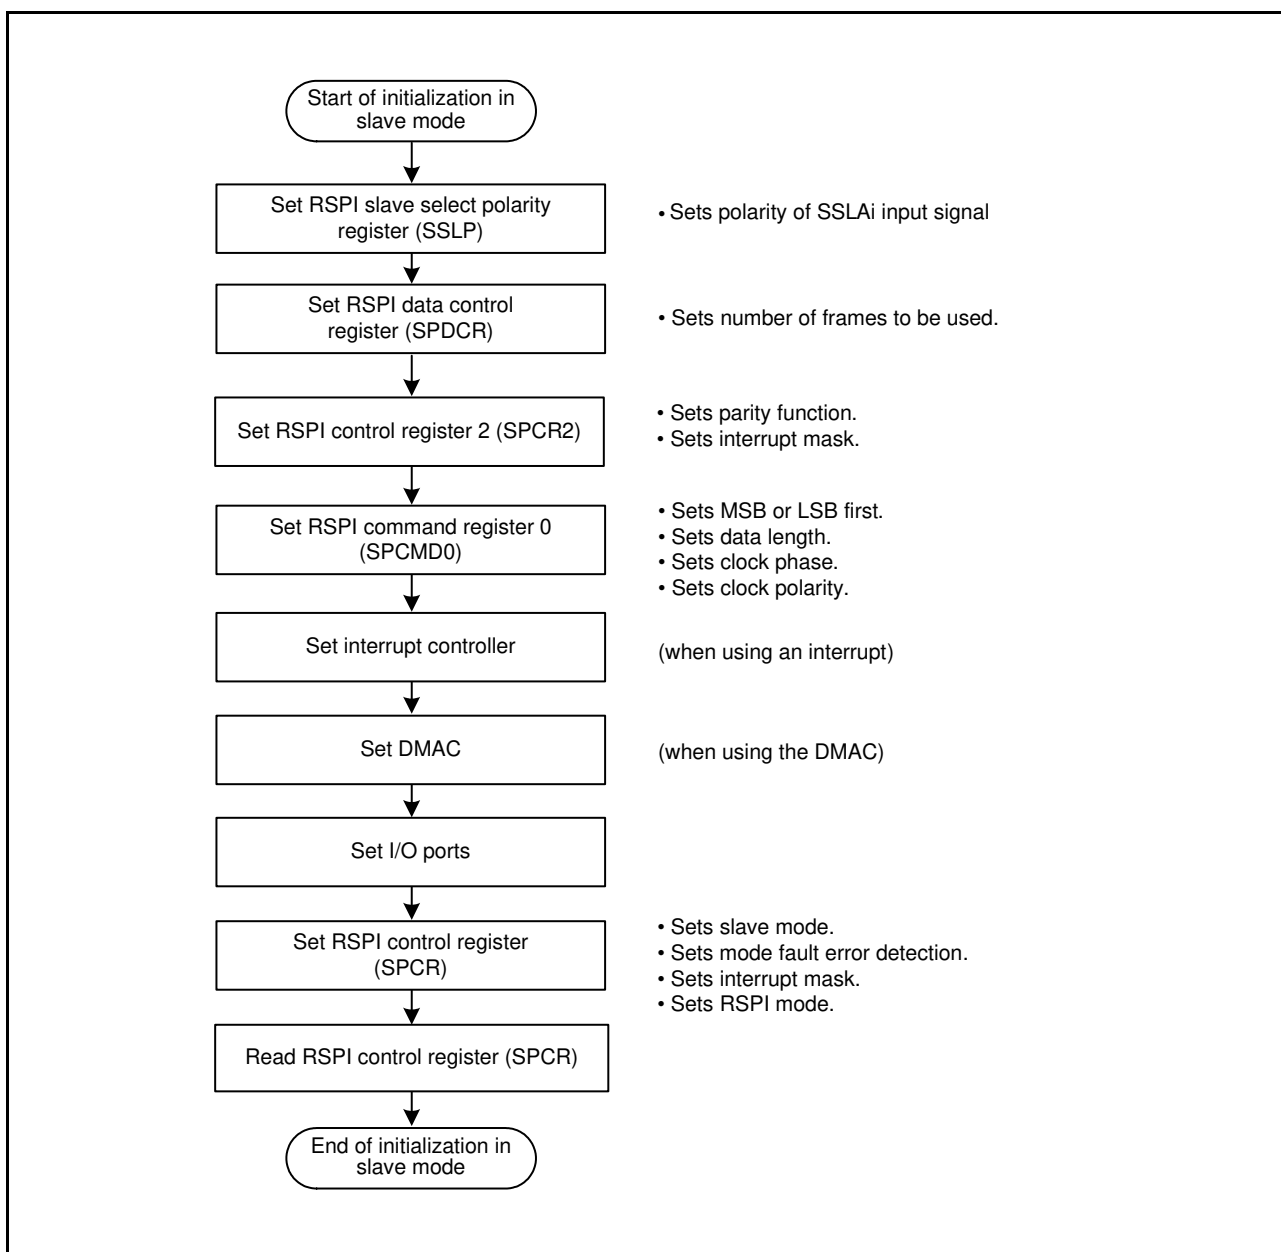 Start of initialization in
slave mode
Set RSPI slave select polarity
register (SSLP)
• Sets polarity of SSLAi input signal
Set RSPI data control
register (SPDCR)
• Sets number of frames to be used.
Set RSPI control register 2 (SPCR2)
• Sets parity function.
• Sets interrupt mask.
Set RSPI command register 0
(SPCMD0)
• Sets MSB or LSB first.
• Sets data length.
• Sets clock phase.
• Sets clock polarity.
Set interrupt controller
(when using an interrupt)
Set DMAC
(when using the DMAC)
Set I/O ports
Set RSPI control register
(SPCR)
• Sets slave mode.
• Sets mode fault error detection.
• Sets interrupt mask.
• Sets RSPI mode.
Read RSPI control register (SPCR)
End of initialization in
slave mode